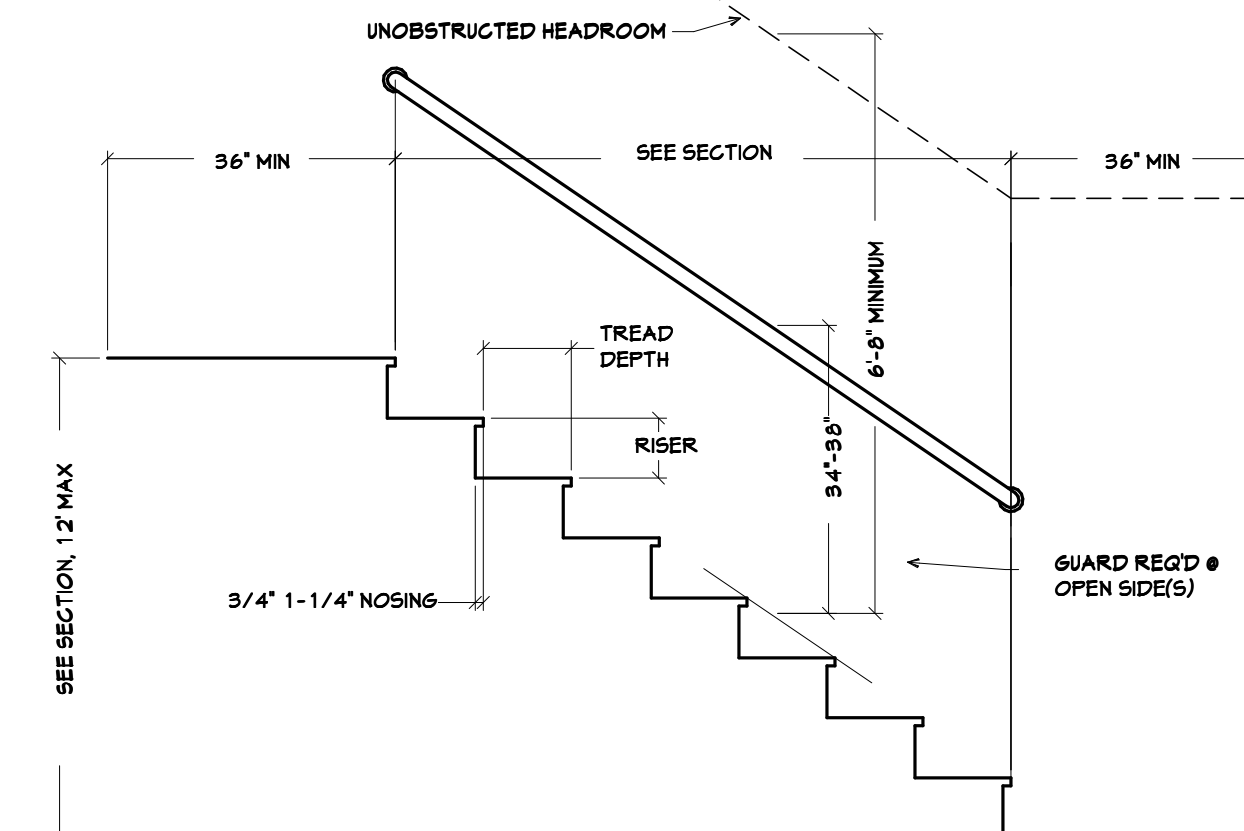 UNOBSTRUCTED HEADROOM
36" MIN
SEE SECTION
36" MIN
6'-8" MINIMUM
TREAD
DEPTH
RISER
34"-38"
SEE SECTION, 12' MAX
GUARD REQ'D @
OPEN SIDE(S)
3/4" 1-1/4" NOSING